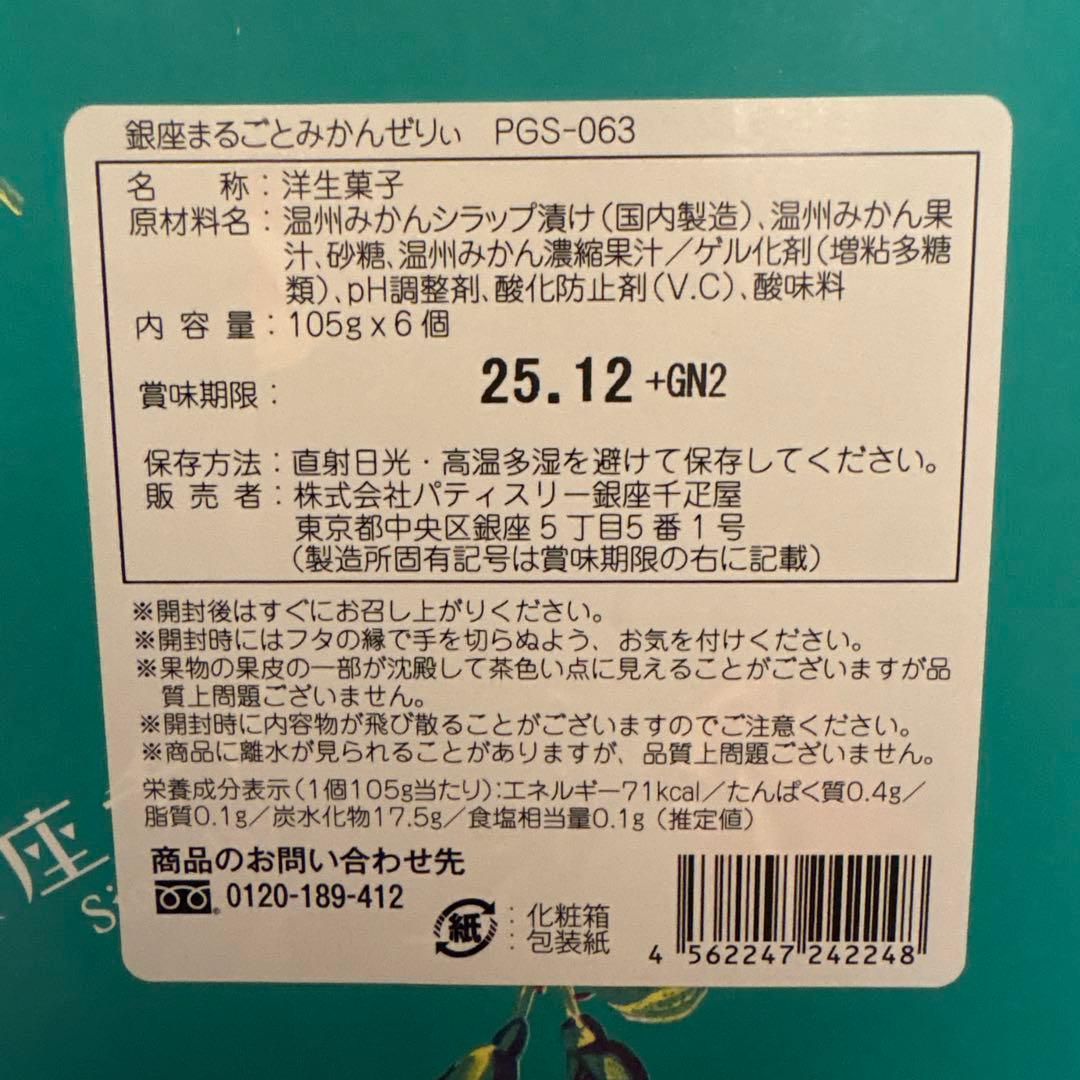 銀座まるごとみかんぜりぃ PGS-063
名 称：洋生菓子
原材料名：温州みかんシラップ漬け（国内製造）、温州みかん果
汁、砂糖、温州みかん濃縮果汁／ゲル化剤（増粘多糖
類）、pH調整剤、酸化防止剤（V.C）、酸味料
内 容 量：105g x 6 個
賞味期限： 25.12 +GN2
保存方法：直射日光・高温多湿を避けて保存してください。
販 売 者：株式会社パティスリー銀座千疋屋
東京都中央区銀座５丁目５番１号
（製造所固有記号は賞味期限の右に記載）
※開封後はすぐにお召し上がりください。
※開封時にはフタの縁で手を切らぬよう、お気を付けください。
※果物の果皮の一部が沈殿して茶色い点に見えることがございますが品
質上問題ございません。
※開封時に内容物が飛び散ることがございますのでご注意ください。
※商品に離水が見られることがありますが、品質上問題ございません。
栄養成分表示（1個105g当たり）：エネルギー71kcal／たんぱく質0.4g／
脂質0.1g／炭水化物17.5g／食塩相当量0.1g（推定値）
商品のお問い合わせ先
0120-189-412
紙：化粧箱
：包装紙
4 562247 242248
座
Si